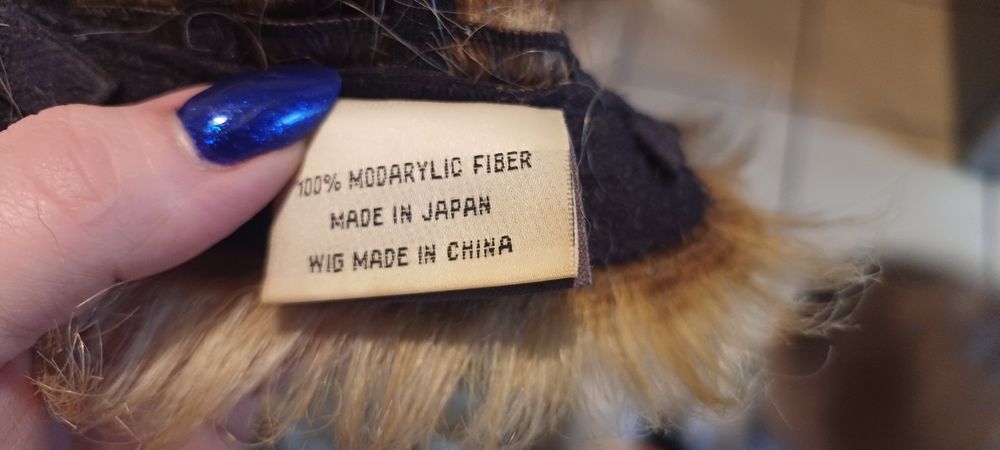 100% MODARYLIC FIBER
MADE IN JAPAN
WIG MADE IN CHINA